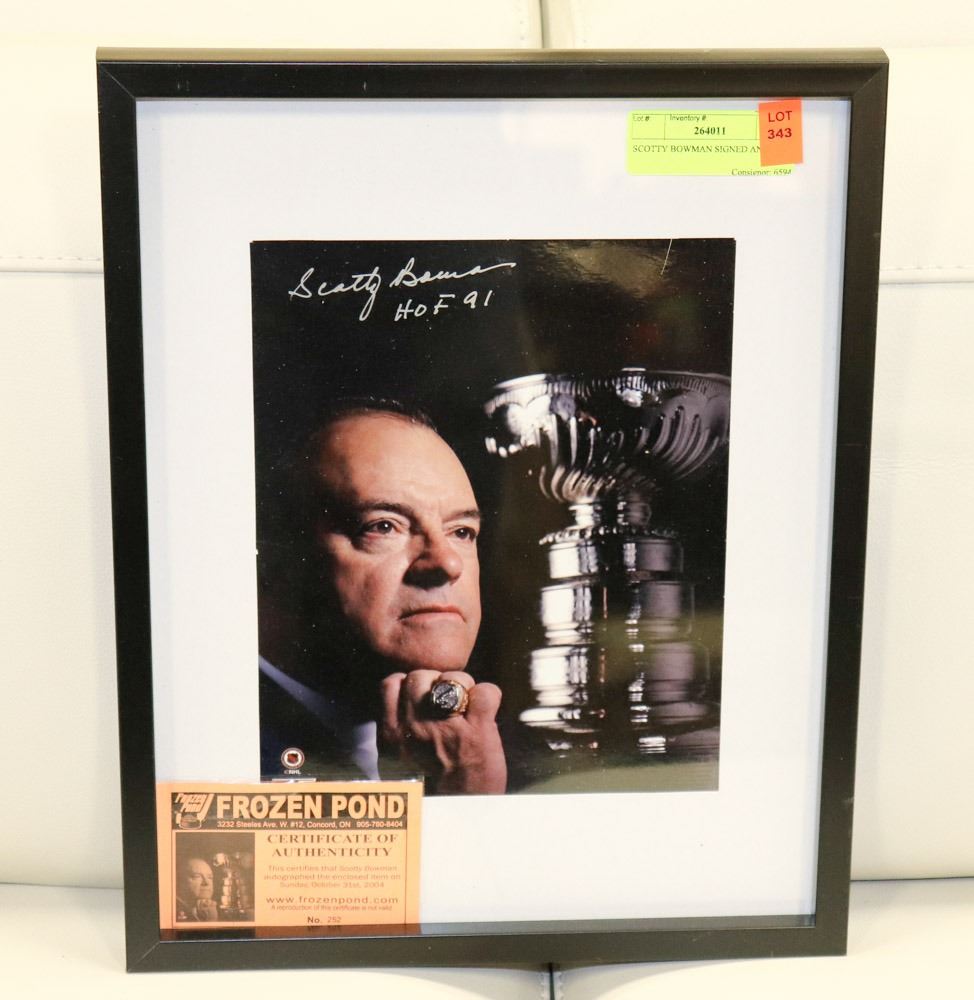 Lot #: Inventory #: LOT
264011 343
SCOTTY BOWMAN SIGNED AN
Consignor: 6594
Scotty Bowman
HOF 91
©NHL
FROZEN POND
3232 Steeles Ave. W. #12, Concord, ON 905-760-8404
CERTIFICATE OF
AUTHENTICITY
This certifies that Scotty Bowman
autographed the enclosed item on
Sunday, October 31st, 2004
www.frozenpond.com
A reproduction of this certificate is not valid
No. 252